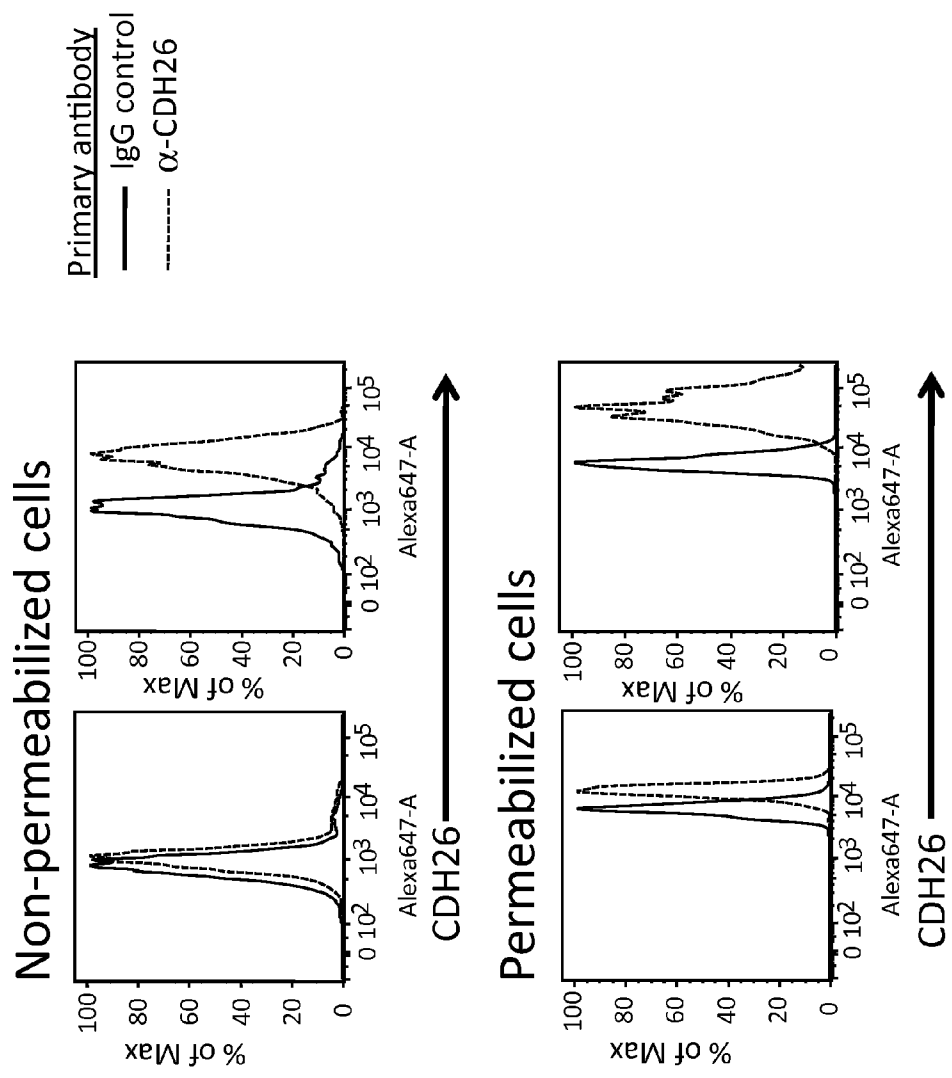 Primary antibody
IgG control
α-CDH26
Non-permeabilized cells
% of Max
100
80
60
40
20
0
0 10² 10³ 10⁴ 10⁵
Alexa647-A
% of Max
100
80
60
40
20
0
0 10² 10³ 10⁴ 10⁵
Alexa647-A
CDH26
Permeabilized cells
% of Max
100
80
60
40
20
0
0 10² 10³ 10⁴ 10⁵
Alexa647-A
% of Max
100
80
60
40
20
0
0 10² 10³ 10⁴ 10⁵
Alexa647-A
CDH26